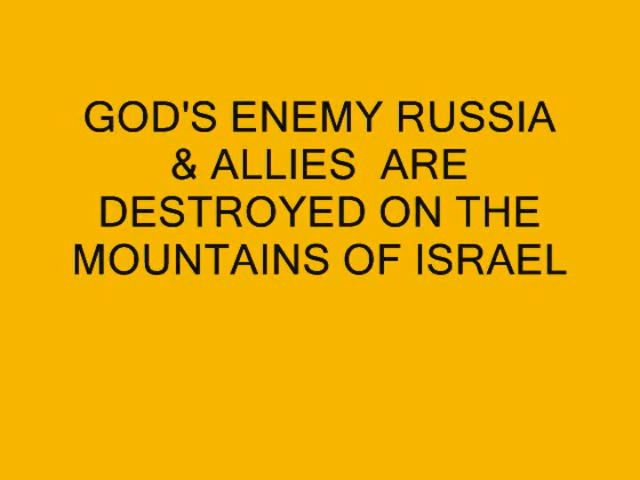 GOD'S ENEMY RUSSIA
& ALLIES  ARE
DESTROYED ON THE
MOUNTAINS OF ISRAEL